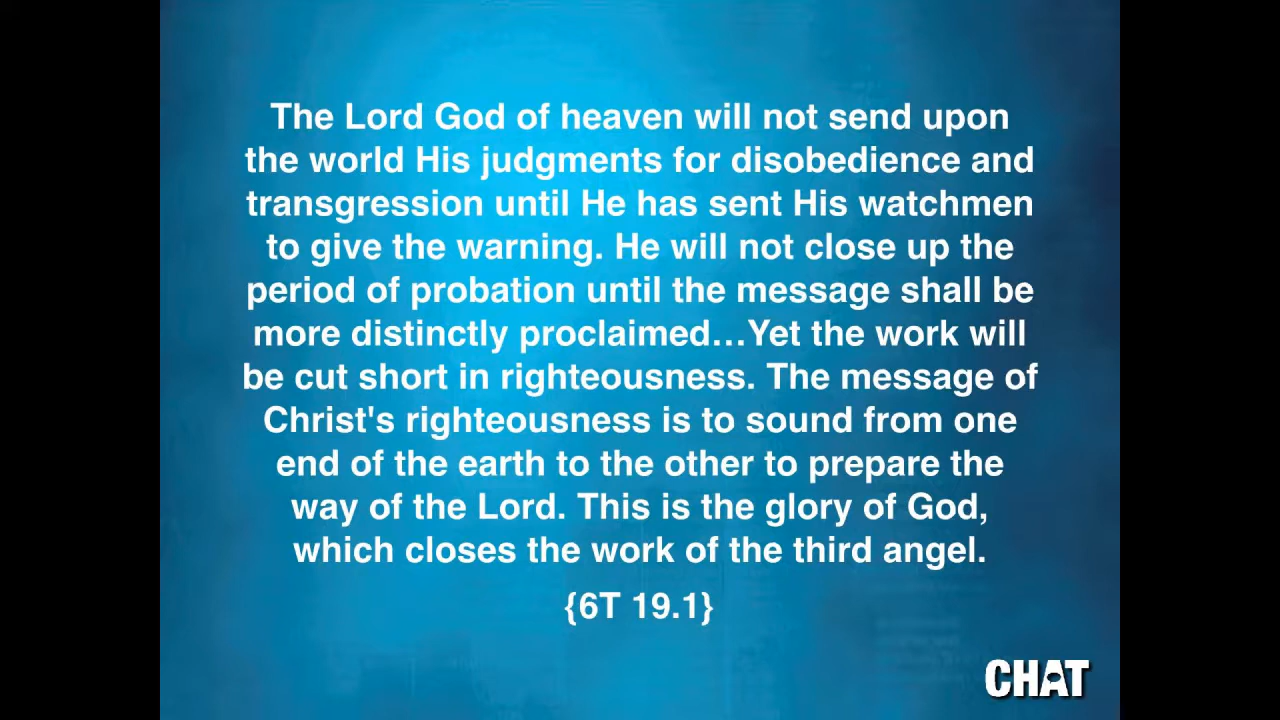 The Lord God of heaven will not send upon
the world His judgments for disobedience and
transgression until He has sent His watchmen
to give the warning. He will not close up the
period of probation until the message shall be
more distinctly proclaimed…Yet the work will
be cut short in righteousness. The message of
Christ's righteousness is to sound from one
end of the earth to the other to prepare the
way of the Lord. This is the glory of God,
which closes the work of the third angel.
{6T 19.1}
CHAT